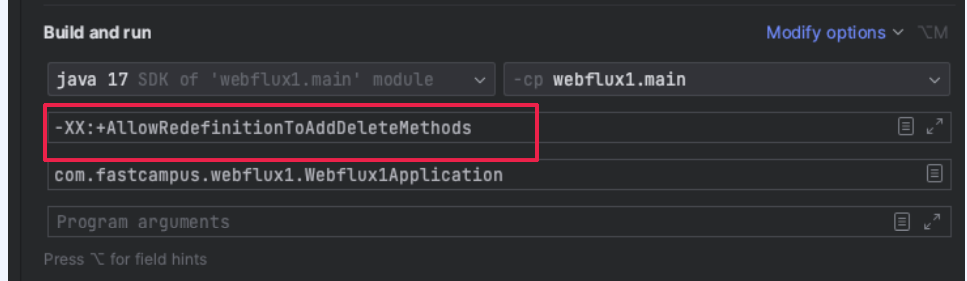 Build and run Modify options ⌥M
java 17 SDK of 'webflux1.main' module -cp webflux1.main
-XX:+AllowRedefinitionToAddDeleteMethods
com.fastcampus.webflux1.Webflux1Application
Program arguments
Press ⌥ for field hints